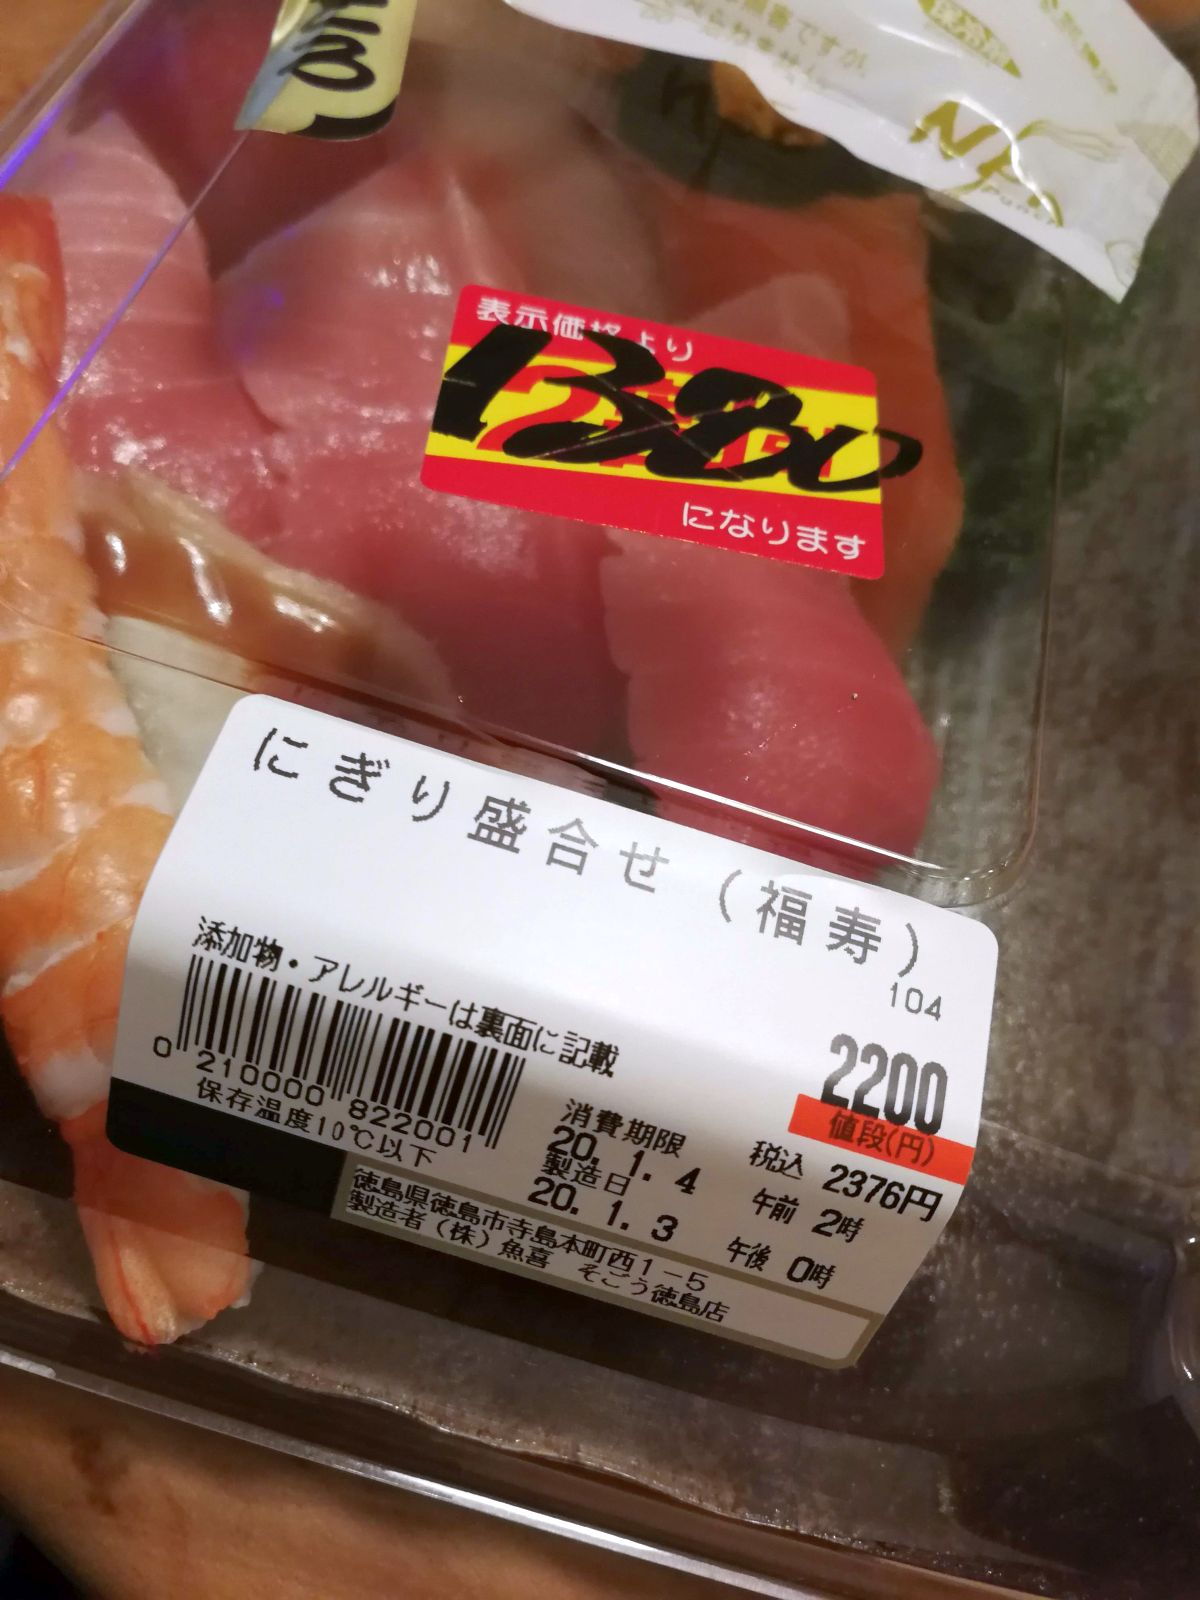 とろ
保冷剤
表示価格より
1380
になります
にぎり盛合せ(福寿)
104
添加物・アレルギーは裏面に記載
2200
値段(円)
0 210000 822001
保存温度10℃以下
消費期限
税込 2376円
20. 1. 4 午前 2時
製造日
20. 1. 3 午後 0時
徳島県徳島市寺島本町西1-5
製造者(株)魚喜 そごう徳島店